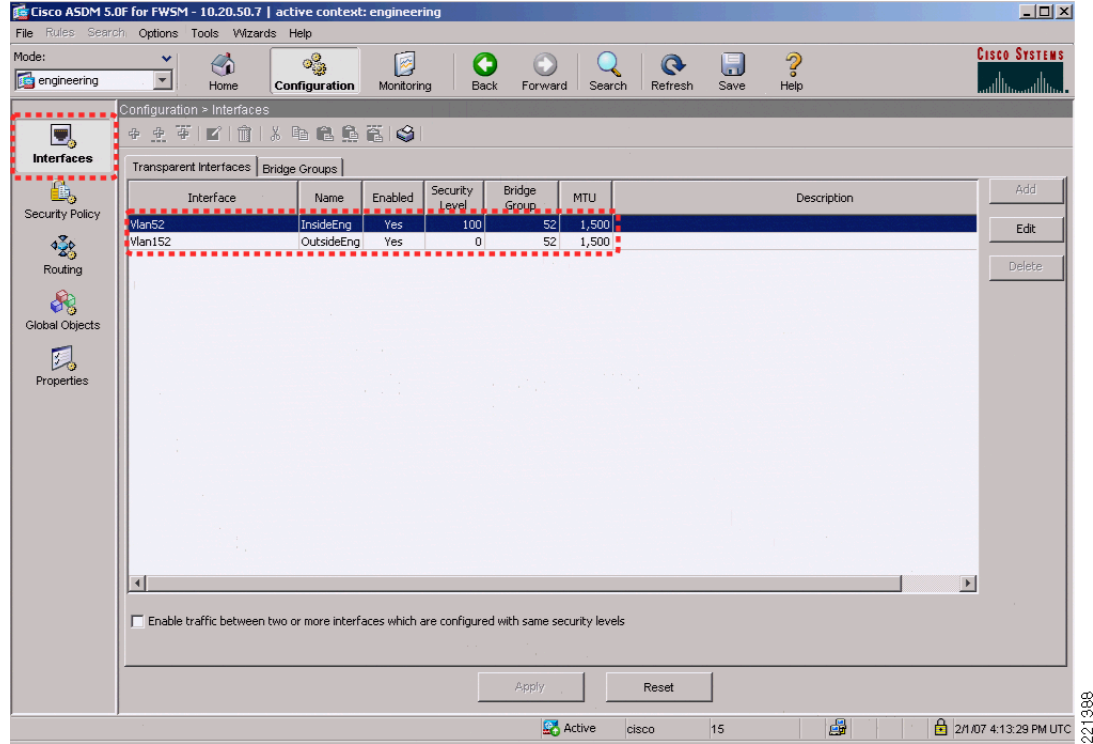 Cisco ASDM 5.0F for FWSM - 10.20.50.7 | active context: engineering
File Rules Search Options Tools Wizards Help
Mode:
engineering
Home Configuration Monitoring Back Forward Search Refresh Save Help
CISCO SYSTEMS
Configuration > Interfaces
Interfaces
Security Policy
Routing
Global Objects
Properties
Transparent Interfaces Bridge Groups
Interface Name Enabled Security Level Bridge Group MTU Description
Vlan52 InsideEng Yes 100 52 1,500
Vlan152 OutsideEng Yes 0 52 1,500
Add
Edit
Delete
Enable traffic between two or more interfaces which are configured with same security levels
Apply Reset
Active cisco 15 2/1/07 4:13:29 PM UTC
221388